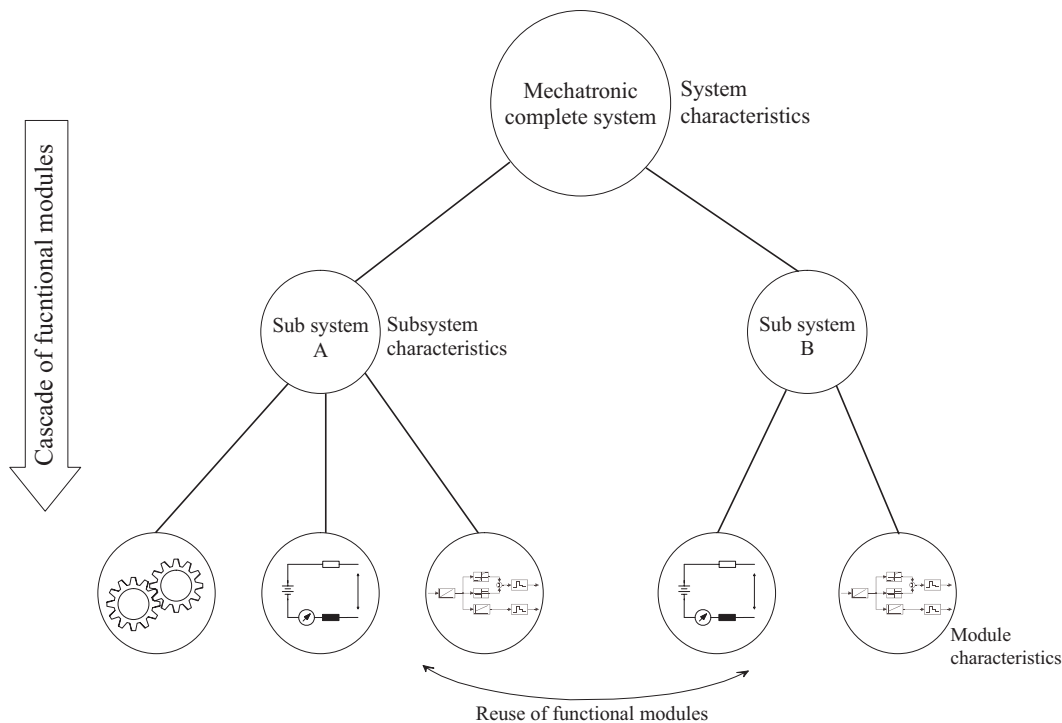 Mechatronic
complete system
System
characteristics
Cascade of fucntional modules
Sub system
A
Subsystem
characteristics
Sub system
B
Module
characteristics
Reuse of functional modules